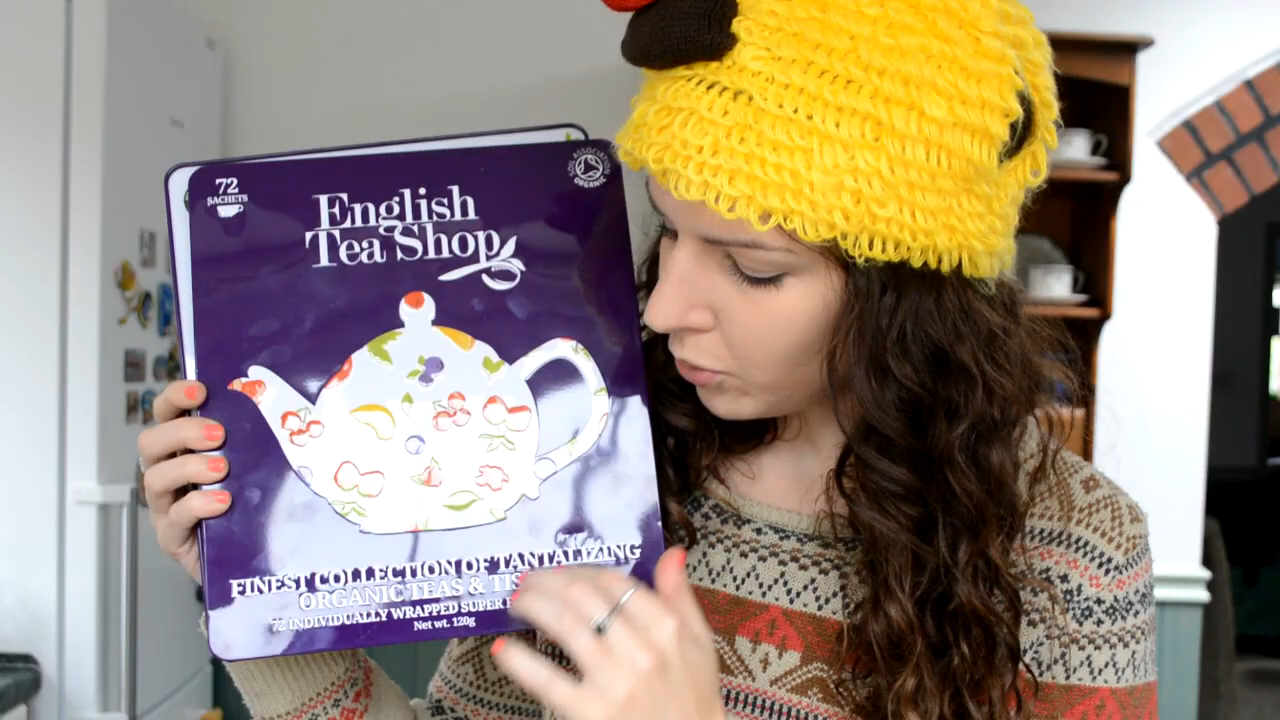 72
SACHETS
SOIL ASSOCIATION
ORGANIC
English
Tea Shop
FINEST COLLECTION OF TANTALIZING
ORGANIC TEAS &
72 INDIVIDUALLY WRAPPED SUPER
Net wt. 120g